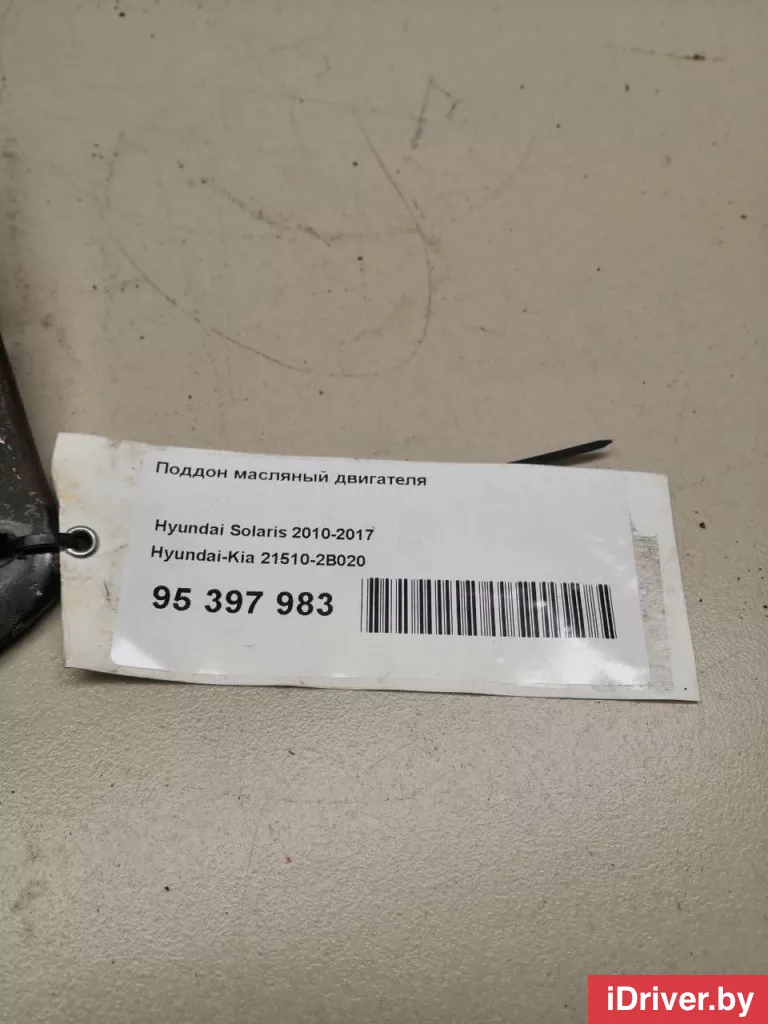 Поддон масляный двигателя
Hyundai Solaris 2010-2017
Hyundai-Kia 21510-2B020
95 397 983
iDriver.by